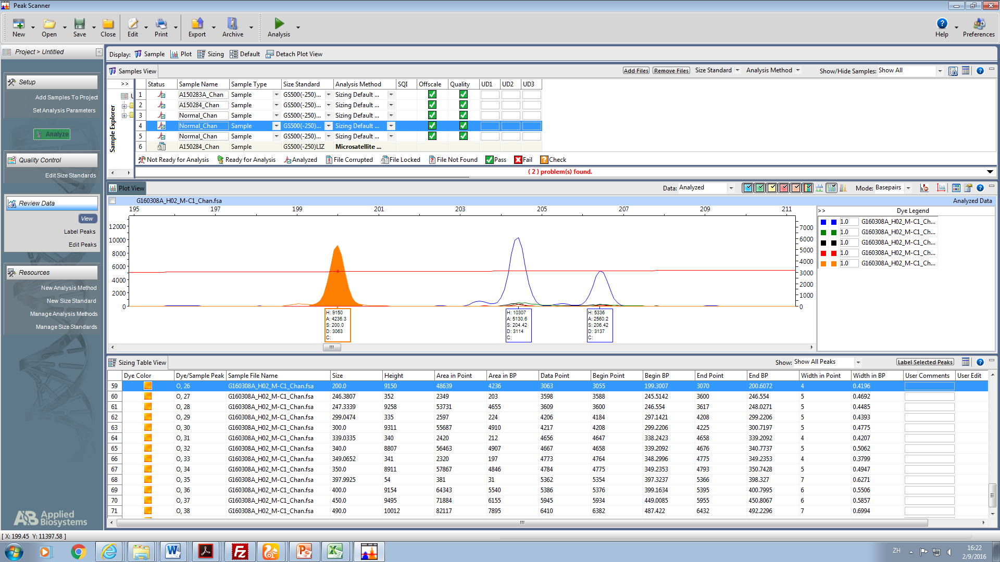 Peak Scanner
New Open Save Close Edit Print Export Archive Analysis Help Preferences
Project > Untitled <
Setup
Add Samples To Project
Set Analysis Parameters
Analyze
Quality Control
Edit Size Standards
Review Data
View
Label Peaks
Edit Peaks
Resources
New Analysis Method
New Size Standard
Manage Analysis Methods
Manage Size Standards
AB Applied
Biosystems
Display: Sample Plot Sizing Default Detach Plot View
Samples View Add Files Remove Files Size Standard Analysis Method Show/Hide Samples: Show All
>>
Sample Explorer
Status Sample Name Sample Type Size Standard Analysis Method SQI Offscale Quality UD1 UD2 UD3
1 A150283A_Chan Sample GS500(-250)... Sizing Default ...
2 A150284_Chan Sample GS500(-250)... Sizing Default ...
3 Normal_Chan Sample GS500(-250)... Sizing Default ...
4 Normal_Chan Sample GS500(-250)... Sizing Default ...
5 Normal_Chan Sample GS500(-250)... Sizing Default ...
6 A150284_Chan Sample GS500(-250)LIZ Microsatellite ...
Not Ready for Analysis Ready for Analysis Analyzed File Corrupted File Locked File Not Found Pass Fail Check
( 2 ) problem(s) found.
Plot View Data: Analyzed Mode: Basepairs
G160308A_H02_M-C1_Chan.fsa Analyzed Data
195 197 199 201 203 205 207 209 211
12000
10000
8000
6000
4000
2000
0
7000
6000
5000
4000
3000
2000
1000
0
H: 9150
A: 4236.3
S: 200.0
D: 3063
C:
H: 10307
A: 5130.6
S: 204.42
D: 3114
C:
H: 5336
A: 2560.2
S: 206.42
D: 3137
C:
>> Dye Legend
1.0 G160308A_H02_M-C1_Ch...
1.0 G160308A_H02_M-C1_Ch...
1.0 G160308A_H02_M-C1_Ch...
1.0 G160308A_H02_M-C1_Ch...
1.0 G160308A_H02_M-C1_Ch...
Sizing Table View Show: Show All Peaks Label Selected Peaks
Dye Color Dye/Sample Peak Sample File Name Size Height Area in Point Area in BP Data Point Begin Point Begin BP End Point End BP Width in Point Width in BP User Comments User Edit
59 O, 26 G160308A_H02_M-C1_Chan.fsa 200.0 9150 48639 4236 3063 3055 199.3007 3070 200.6072 4 0.4196
60 O, 27 G160308A_H02_M-C1_Chan.fsa 246.3807 352 2349 203 3598 3588 245.5142 3600 246.554 5 0.4692
61 O, 28 G160308A_H02_M-C1_Chan.fsa 247.3339 9258 53731 4655 3609 3600 246.554 3617 248.0271 5 0.4485
62 O, 29 G160308A_H02_M-C1_Chan.fsa 299.0474 335 2597 224 4206 4184 297.1421 4208 299.2206 5 0.4393
63 O, 30 G160308A_H02_M-C1_Chan.fsa 300.0 9311 55687 4910 4217 4208 299.2206 4225 300.7197 5 0.4775
64 O, 31 G160308A_H02_M-C1_Chan.fsa 339.0335 340 2420 212 4656 4647 338.2423 4658 339.2092 4 0.4207
65 O, 32 G160308A_H02_M-C1_Chan.fsa 340.0 8807 56463 4907 4667 4658 339.2092 4676 340.7737 5 0.5062
66 O, 33 G160308A_H02_M-C1_Chan.fsa 349.0652 341 2320 197 4773 4764 348.2996 4775 349.2353 4 0.3799
67 O, 34 G160308A_H02_M-C1_Chan.fsa 350.0 8911 57867 4846 4784 4775 349.2353 4793 350.7428 5 0.4947
68 O, 35 G160308A_H02_M-C1_Chan.fsa 397.9925 54 381 31 5362 5354 397.3237 5366 398.327 7 0.6271
69 O, 36 G160308A_H02_M-C1_Chan.fsa 400.0 9154 64343 5540 5386 5376 399.1634 5395 400.7995 6 0.5506
70 O, 37 G160308A_H02_M-C1_Chan.fsa 450.0 9495 71884 6155 5945 5934 449.0085 5955 450.8067 6 0.5857
71 O, 38 G160308A_H02_M-C1_Chan.fsa 490.0 10012 82117 7895 6410 6382 487.422 6432 492.2296 7 0.6994
[ X: 199.45 Y: 11397.58 ]
ZH 16:22
2/9/2016